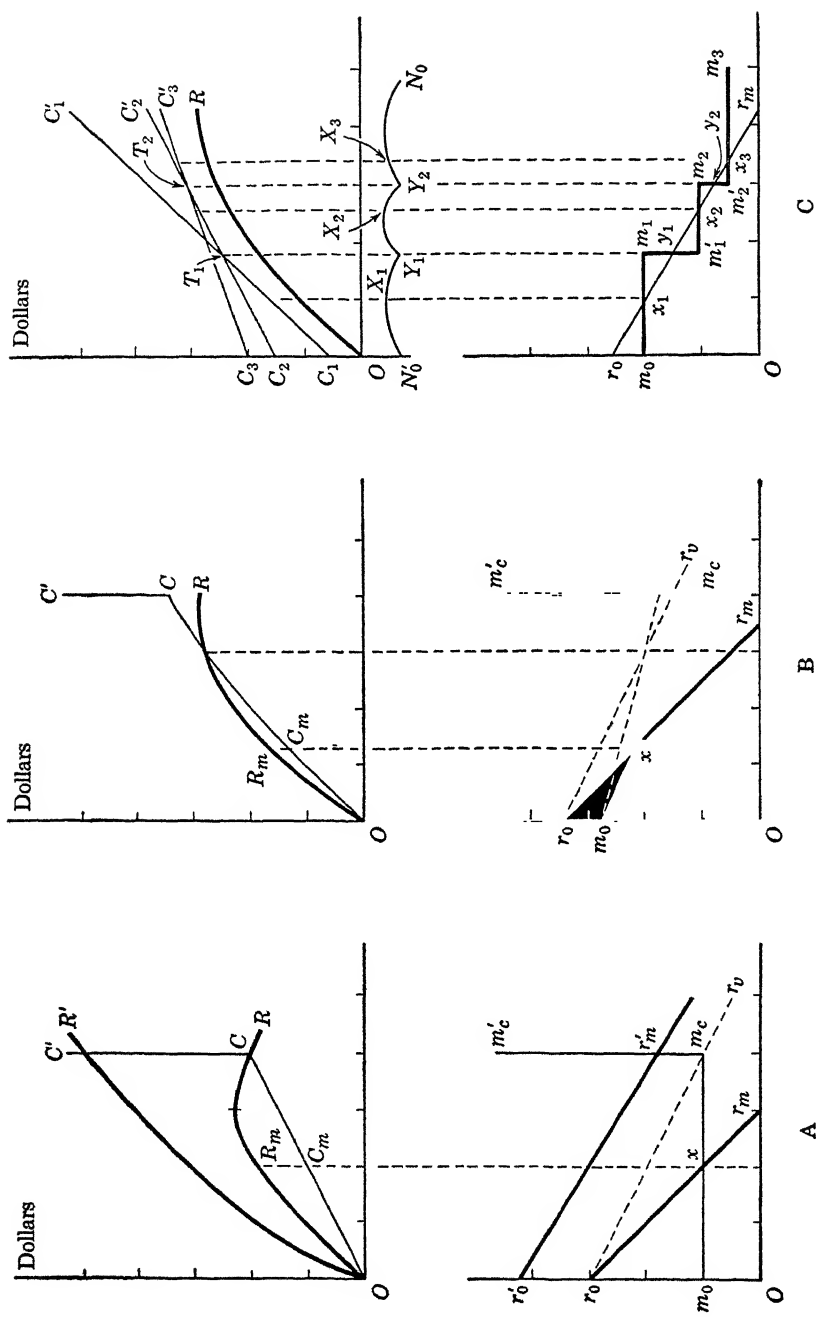 Dollars
C' R'
C
R
R_m
C_m
O
r'_0
m'_c
r'_m
r_0
m_0
x
m_c
r_v
r_m
O
A
Dollars
C'
C
R
R_m
C_m
O
m'_c
r_0
m_0
r_v
m_c
x
r_m
O
B
Dollars
C'_1
C'_2
C'_3
T_2
R
T_1
C_3
C_2
C_1
O
X_1
X_2
X_3
N_0
Y_1
Y_2
N_0
r_0
m_0
m_1
m_2
m_3
x_1
y_1
y_2
m'_1
x_2
m'_2
x_3
r_m
O
C